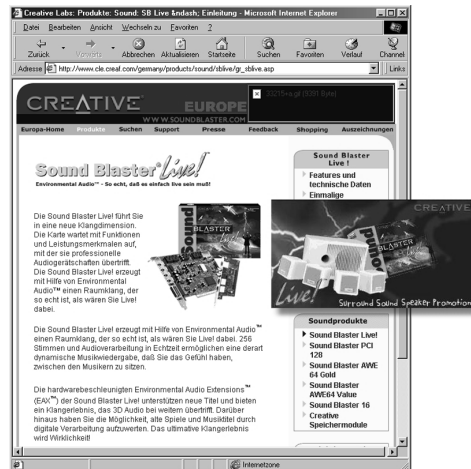 Creative Labs: Produkte: Sound: SB Live &ndash; Einleitung - Microsoft Internet Explorer
Datei Bearbeiten Ansicht Wechseln zu Favoriten ?
Zurück Vorwärts Abbrechen Aktualisieren Startseite Suchen Favoriten Verlauf Channel
Adresse http://www.cle.creaf.com/germany/products/sound/sblive/gr_sblive.asp Links
CREATIVE EUROPE
WWW.SOUNDBLASTER.COM
33215+a.gif (9391 Byte)
Europa-Home Produkte Suchen Support Presse Feedback Shopping Auszeichnungen
Sound Blaster Live!
Environmental Audio™ - So echt, daß es einfach live sein muß!
Die Sound Blaster Live! führt Sie
in eine neue Klangdimension.
Die Karte wartet mit Funktionen
und Leistungsmerkmalen auf,
mit der sie professionelle
Audiogerätschaften übertrifft.
Die Sound Blaster Live! erzeugt
mit Hilfe von Environmental
Audio™ einen Raumklang, der
so echt ist, als wären Sie Live!
dabei.
Sound
BLASTER
Live!
Die Sound Blaster Live! erzeugt mit Hilfe von Environmental Audio™
einen Raumklang, der so echt ist, als wären Sie Live! dabei. 256
Stimmen und Audioverarbeitung in Echtzeit ermöglichen eine derart
dynamische Musikwiedergabe, daß Sie das Gefühl haben,
zwischen den Musikern zu sitzen.
Die hardwarebeschleunigten Environmental Audio Extensions™
(EAX™) der Sound Blaster Live! unterstützen neue Titel und bieten
ein Klangerlebnis, das 3D Audio bei weitem übertrifft. Darüber
hinaus haben Sie die Möglichkeit, alte Spiele und Musiktitel durch
digitale Verarbeitung aufzuwerten. Das ultimative Klangerlebnis
wird Wirklichkeit!
Sound Blaster
Live !
Features und
technische Daten
Einmalige
CREATIVE
BLASTER
Live!
Surround Sound Speaker Promotion
Soundprodukte
Sound Blaster Live!
Sound Blaster PCI
128
Sound Blaster AWE
64 Gold
Sound Blaster
AWE64 Value
Sound Blaster 16
Creative
Speichermodule
Internetzone